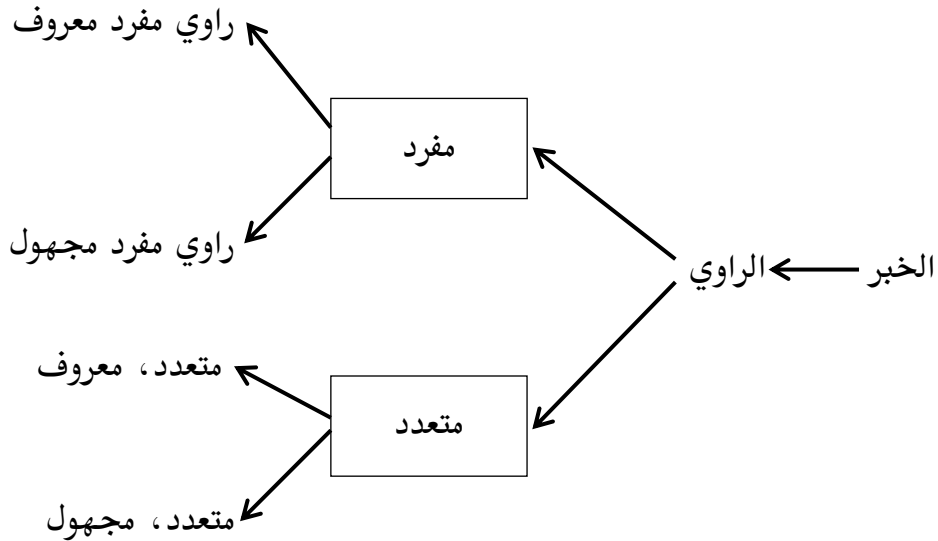 راوي مفرد معروف
مفرد
راوي مفرد مجهول
الخبر
الراوي
متعدد، معروف
متعدد
متعدد، مجهول